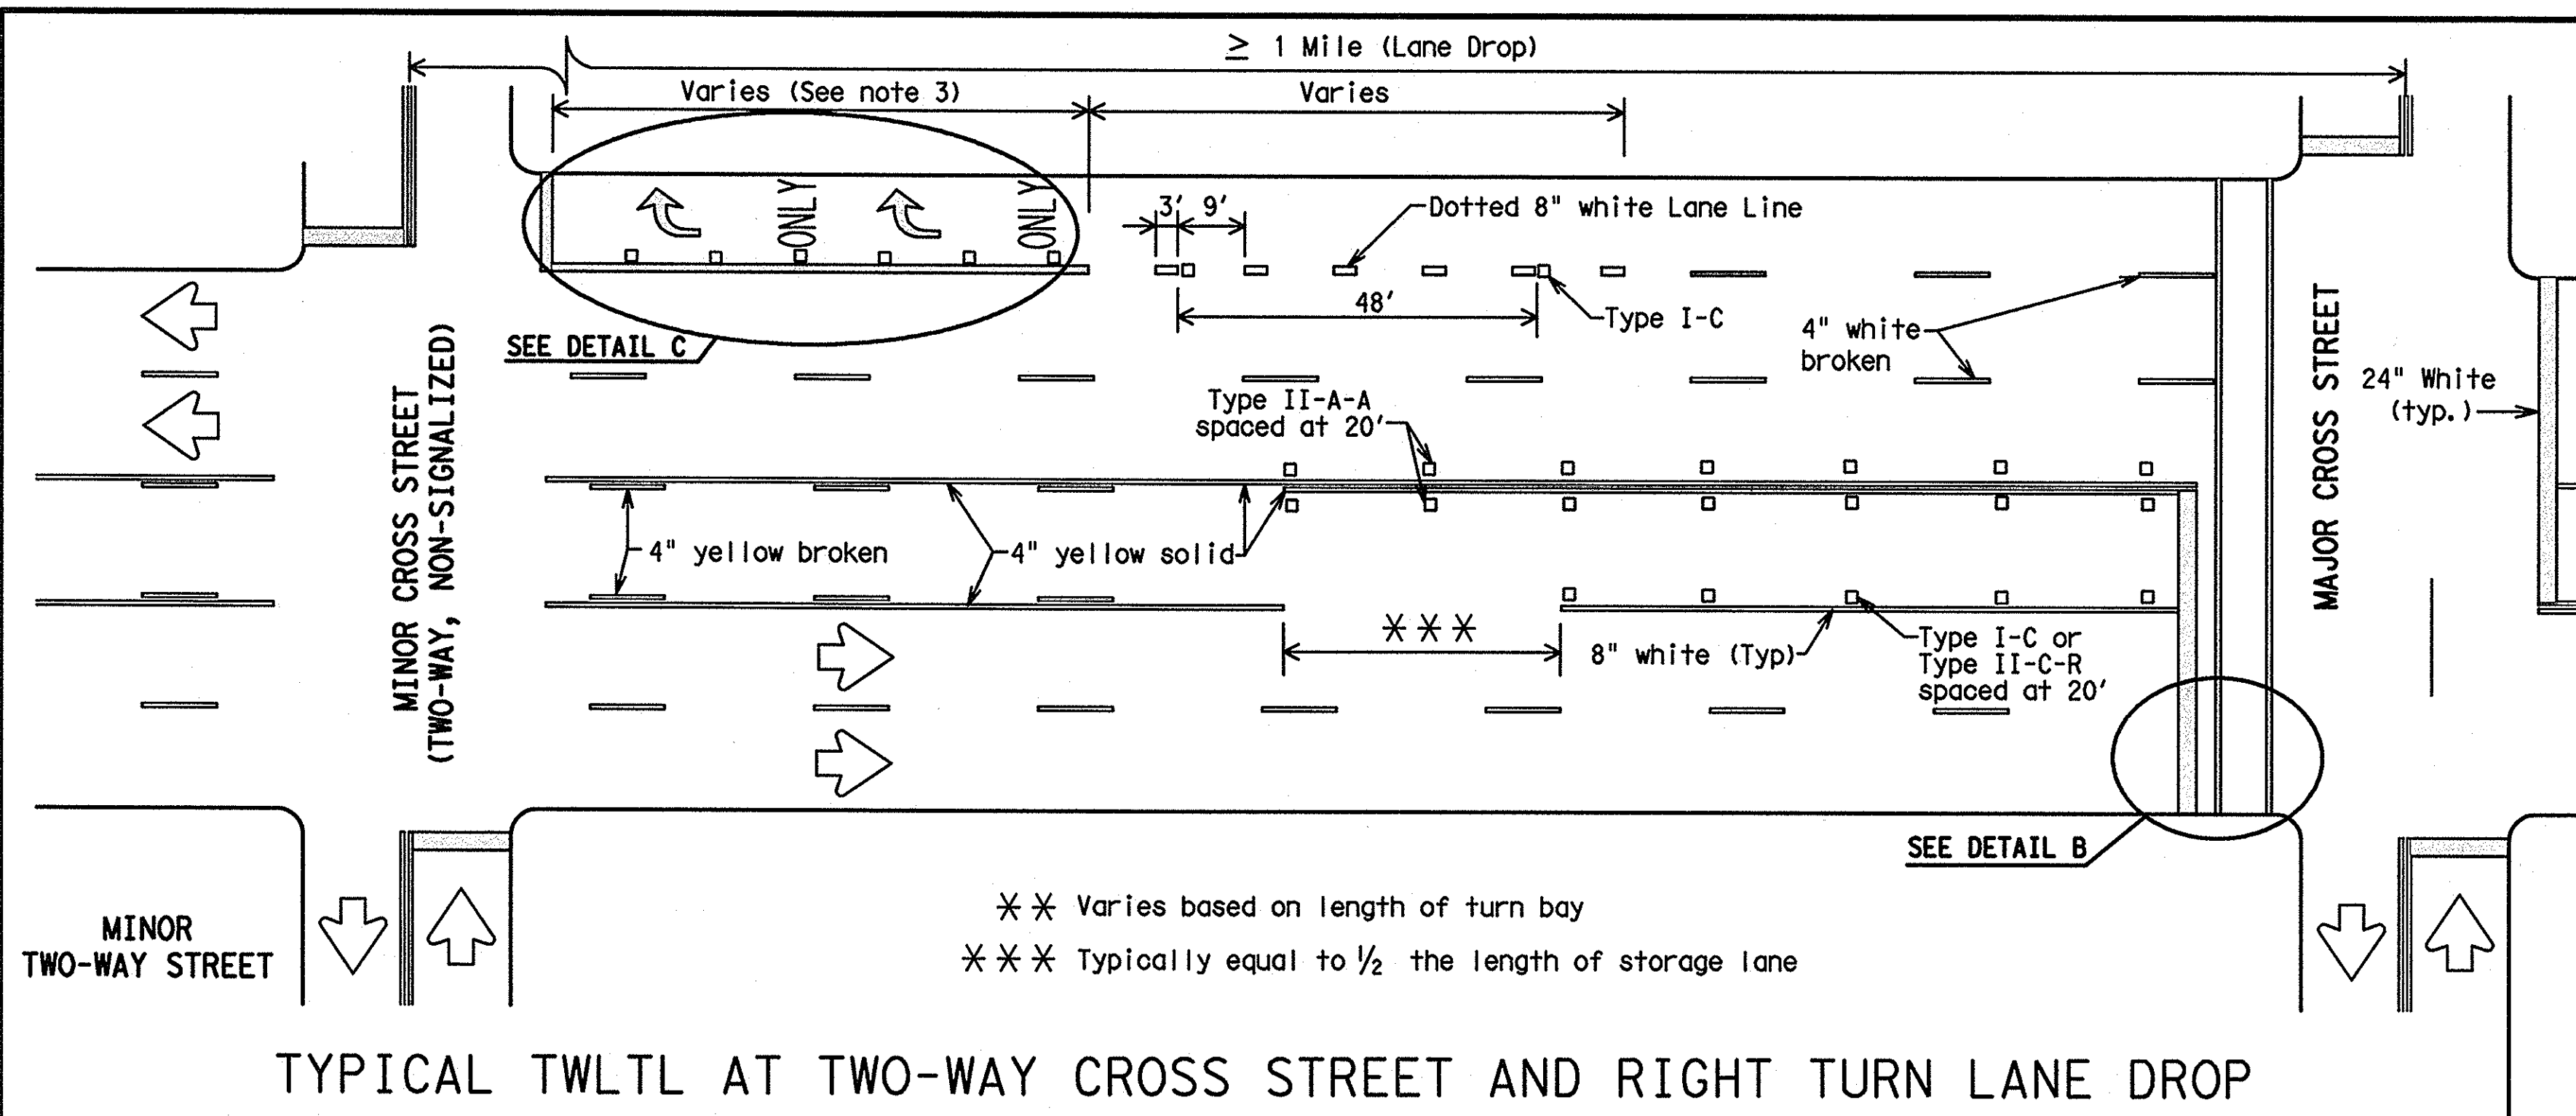 ≥ 1 Mile (Lane Drop)
Varies (See note 3)
Varies
ONLY
ONLY
3'
9'
Dotted 8" white Lane Line
48'
Type I-C
SEE DETAIL C
4" white
broken
24" White
(typ.)
MINOR CROSS STREET
(TWO-WAY, NON-SIGNALIZED)
MAJOR CROSS STREET
Type II-A-A
spaced at 20'
4" yellow broken
4" yellow solid
***
8" white (Typ)
Type I-C or
Type II-C-R
spaced at 20'
SEE DETAIL B
MINOR
TWO-WAY STREET
** Varies based on length of turn bay
*** Typically equal to 1/2 the length of storage lane
TYPICAL TWLTL AT TWO-WAY CROSS STREET AND RIGHT TURN LANE DROP